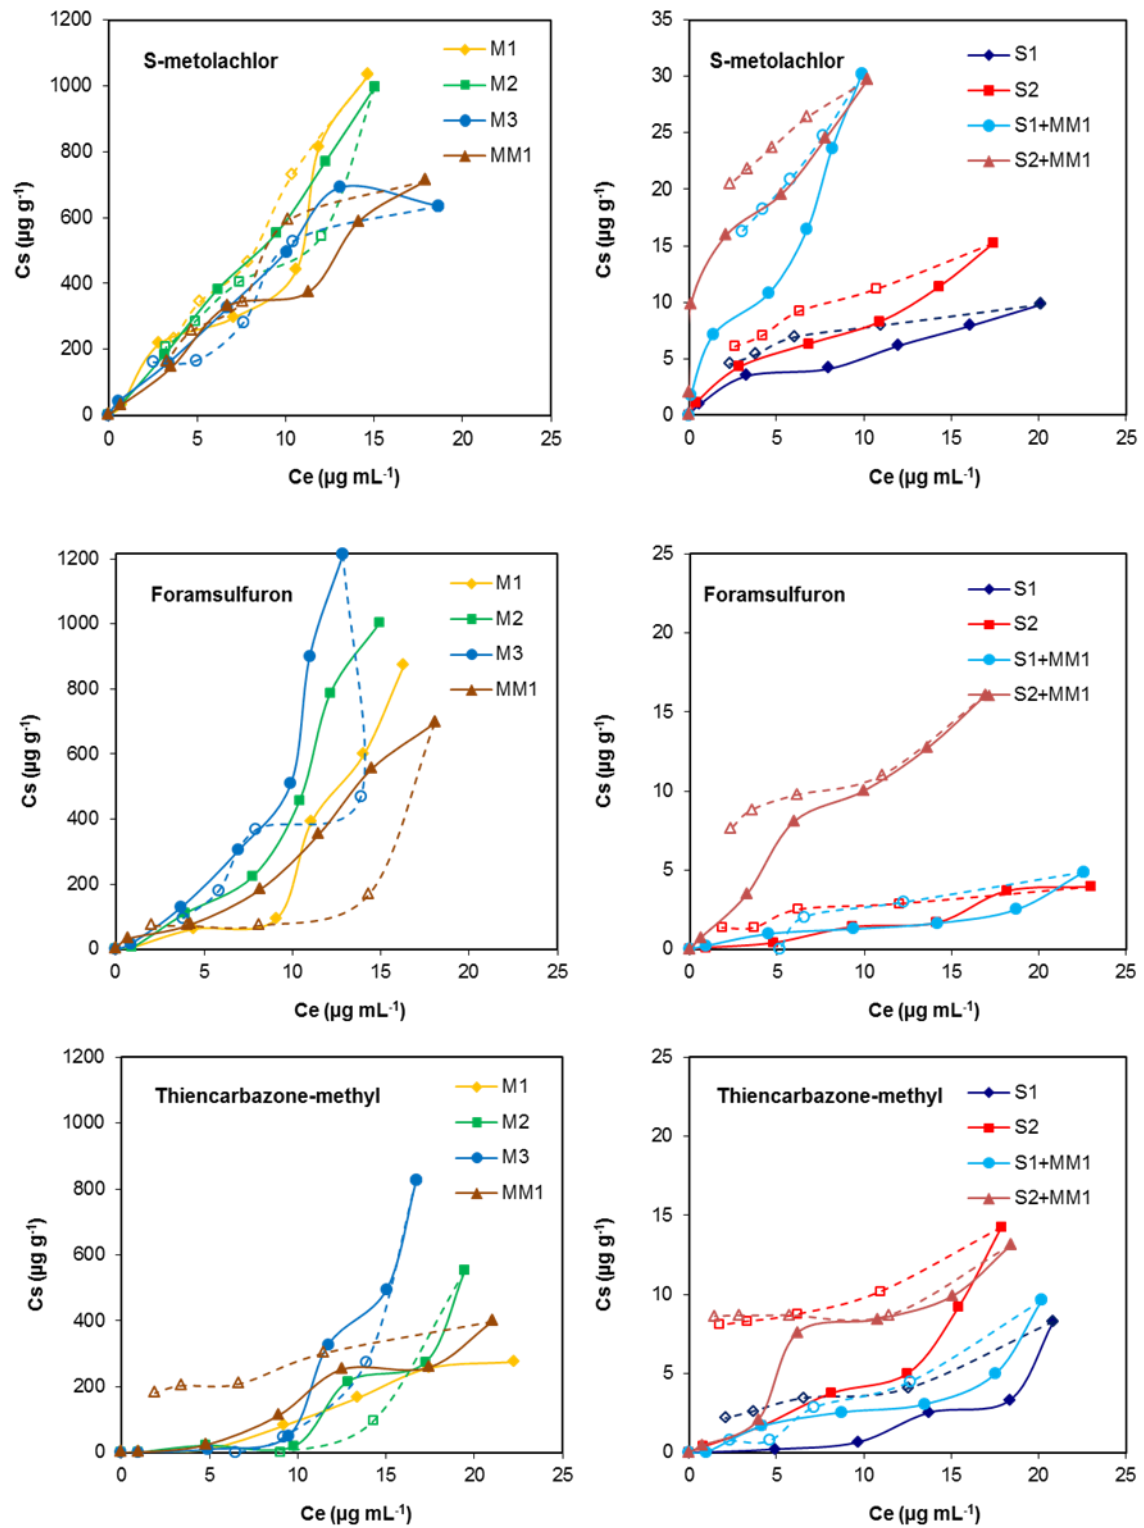 S-metolachlor
M1
M2
M3
MM1
1200
1000
800
600
400
200
0
0 5 10 15 20 25
Cs (µg g-1)
Ce (µg mL-1)
S-metolachlor
S1
S2
S1+MM1
S2+MM1
35
30
25
20
15
10
5
0
0 5 10 15 20 25
Cs (µg g-1)
Ce (µg mL-1)
Foramsulfuron
M1
M2
M3
MM1
1200
1000
800
600
400
200
0
0 5 10 15 20 25
Cs (µg g-1)
Ce (µg mL-1)
Foramsulfuron
S1
S2
S1+MM1
S2+MM1
25
20
15
10
5
0
0 5 10 15 20 25
Cs (µg g-1)
Ce (µg mL-1)
Thiencarbazone-methyl
M1
M2
M3
MM1
1200
1000
800
600
400
200
0
0 5 10 15 20 25
Cs (µg g-1)
Ce (µg mL-1)
Thiencarbazone-methyl
S1
S2
S1+MM1
S2+MM1
25
20
15
10
5
0
0 5 10 15 20 25
Cs (µg g-1)
Ce (µg mL-1)